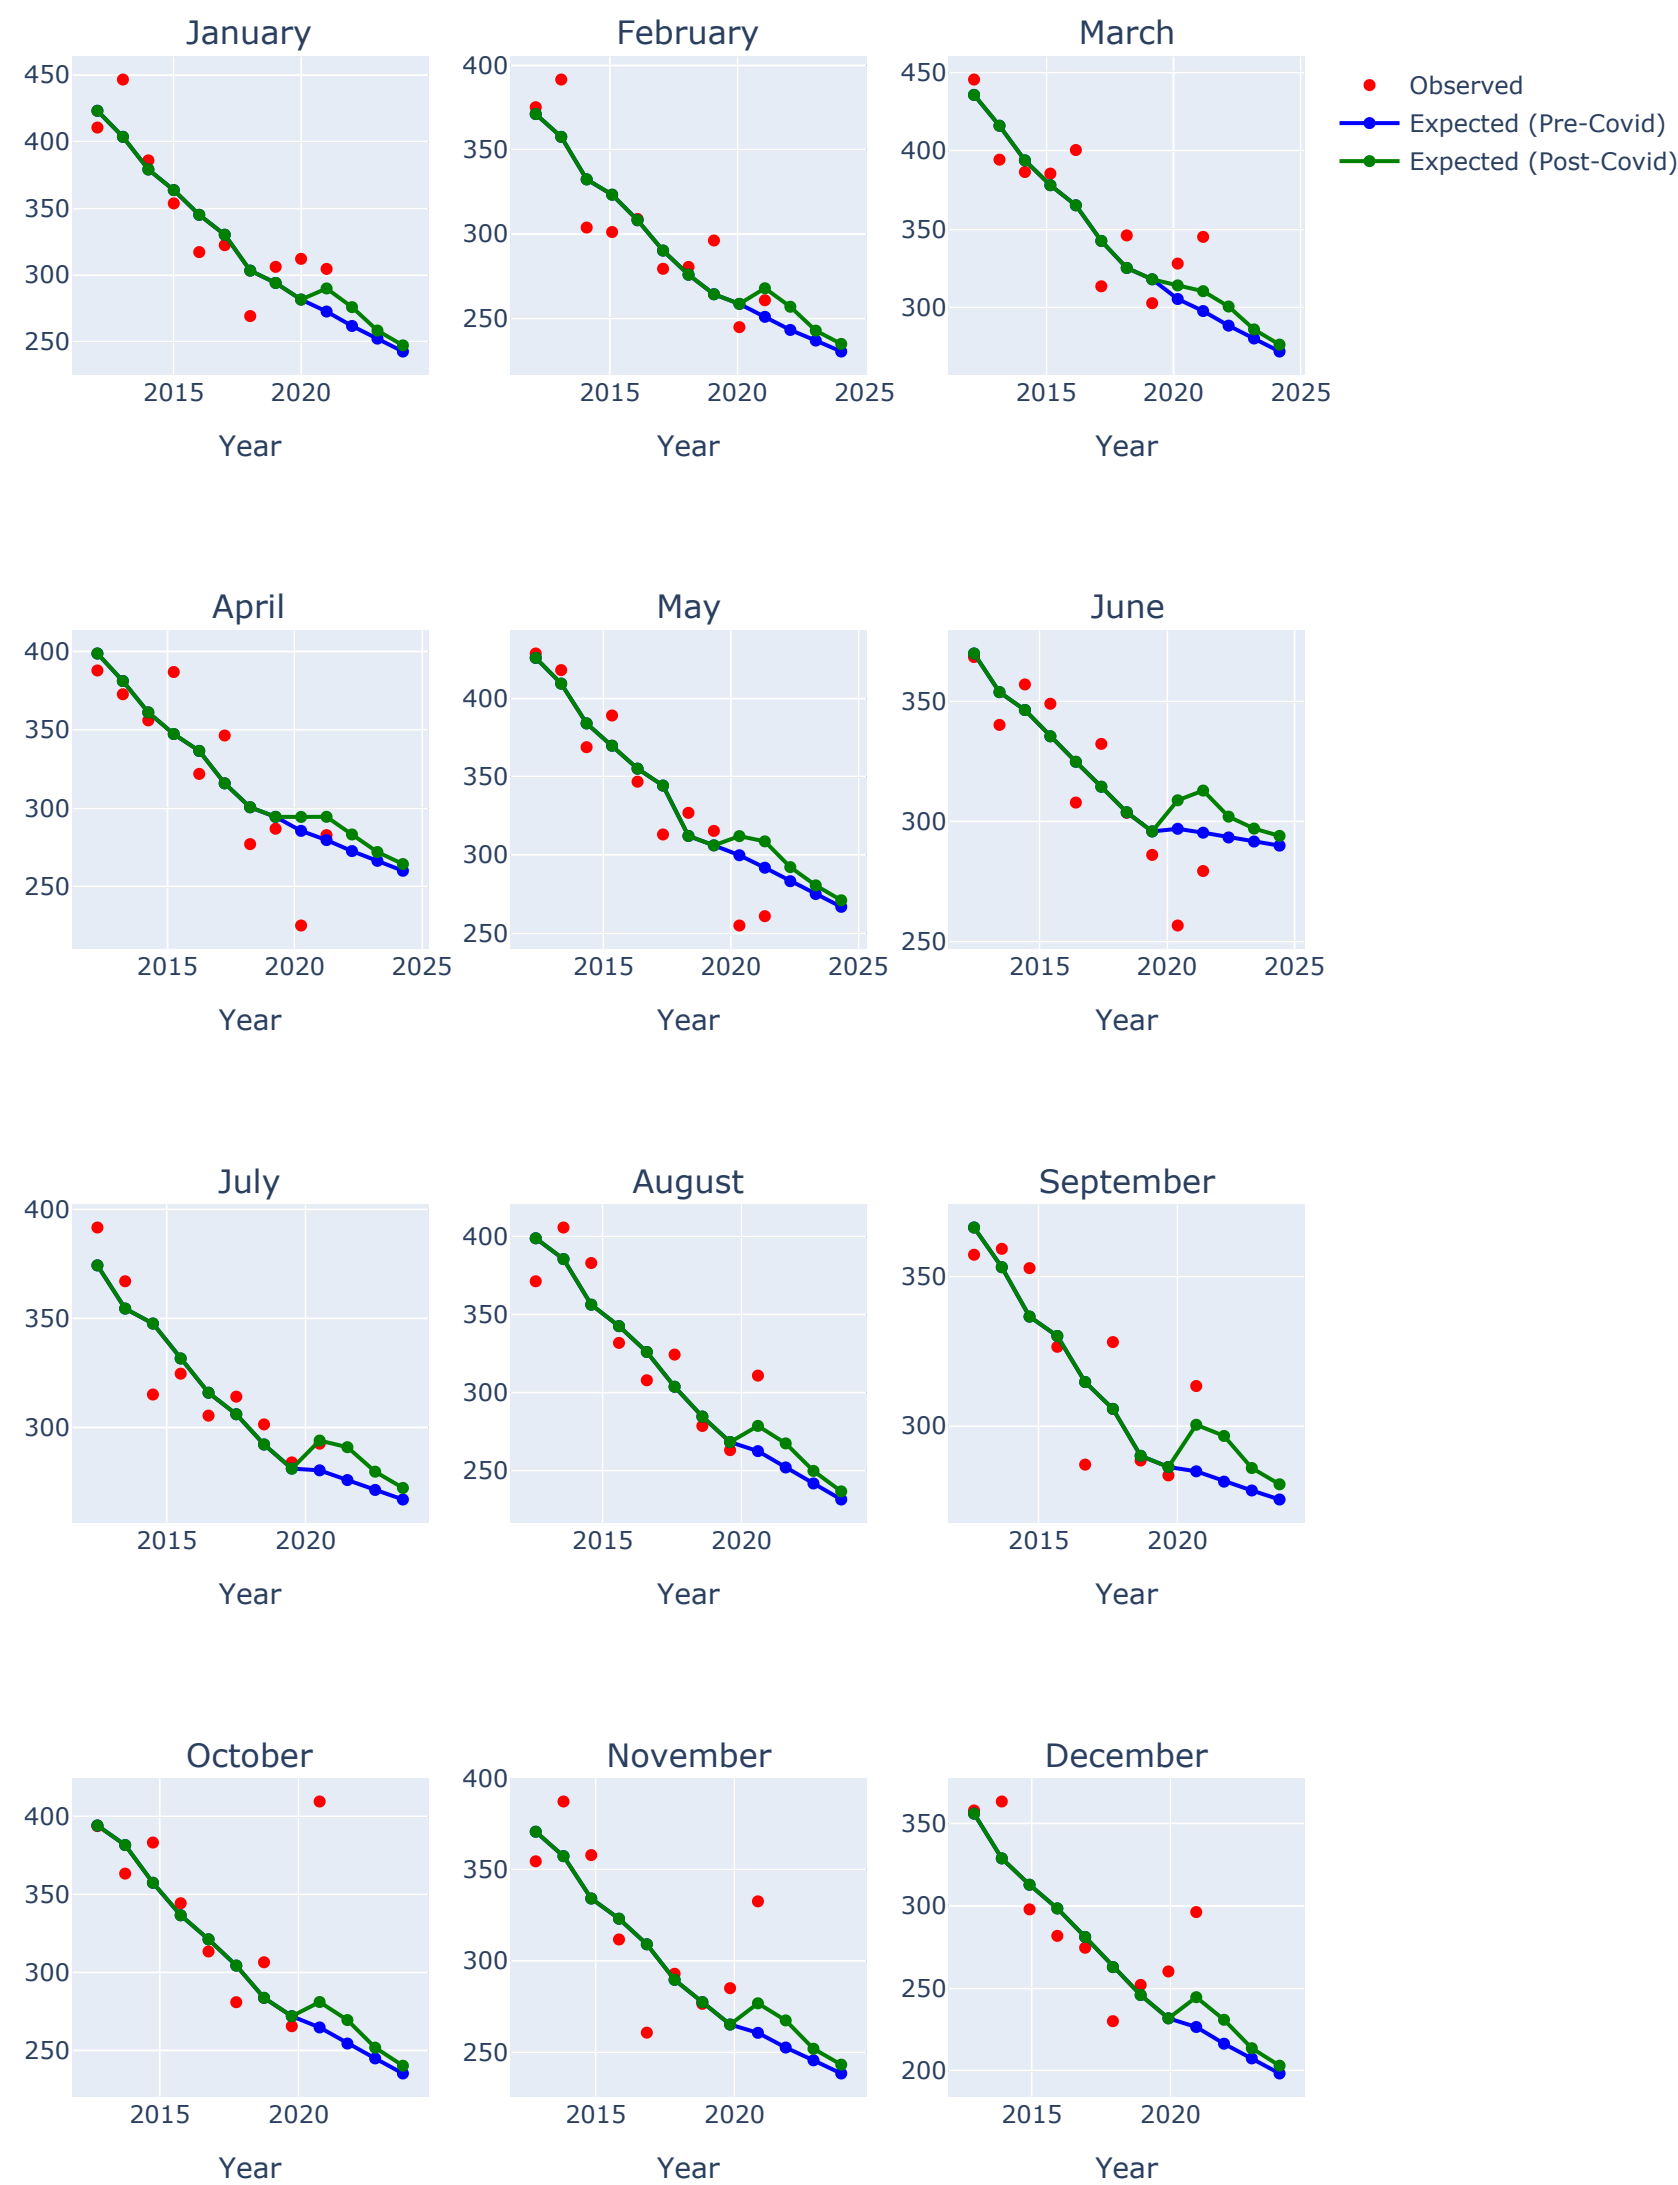 January
February
March
450
400
350
300
250
2015
2020
Year
400
350
300
250
2015
2020
2025
Year
450
400
350
300
2015
2020
2025
Year
Observed
Expected (Pre-Covid)
Expected (Post-Covid)
April
May
June
400
350
300
250
2015
2020
2025
Year
400
350
300
250
2015
2020
2025
Year
350
300
250
2015
2020
2025
Year
July
August
September
400
350
300
2015
2020
Year
400
350
300
250
2015
2020
Year
350
300
2015
2020
Year
October
November
December
400
350
300
250
2015
2020
Year
400
350
300
250
2015
2020
Year
350
300
250
200
2015
2020
Year